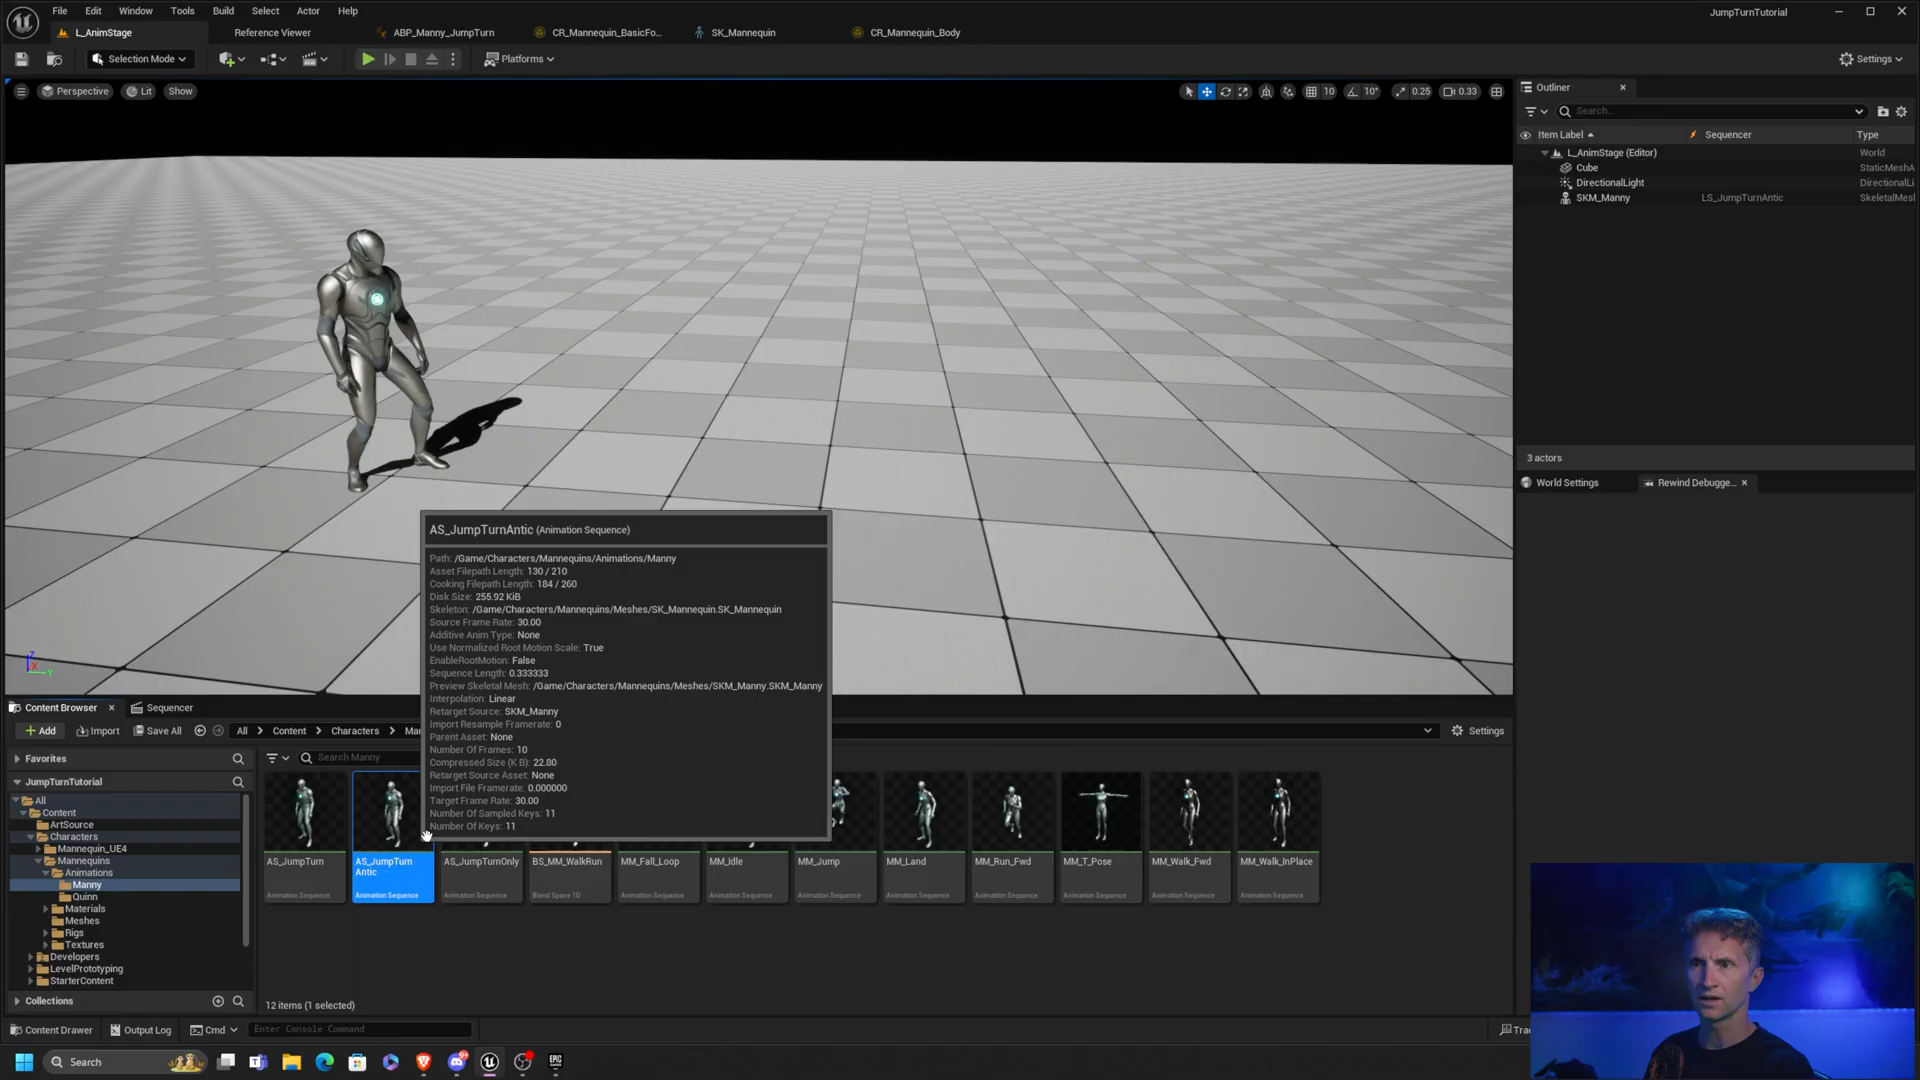 File Edit Window Tools Build Select Actor Help
JumpTurnTutorial
L_AnimStage
Reference Viewer
ABP_Manny_JumpTurn
CR_Mannequin_BasicFo...
SK_Mannequin
CR_Mannequin_Body
Selection Mode
Platforms
Settings
Perspective
Lit
Show
10
10°
0.25
0.33
Outliner
Search...
Item Label
Sequencer
Type
L_AnimStage (Editor)
World
Cube
StaticMeshA
DirectionalLight
DirectionalLi
SKM_Manny
LS_JumpTurnAntic
SkeletalMesl
3 actors
World Settings
Rewind Debugge...
AS_JumpTurnAntic (Animation Sequence)
Path: /Game/Characters/Mannequins/Animations/Manny
Asset Filepath Length: 130 / 210
Cooking Filepath Length: 184 / 260
Disk Size: 255.92 KiB
Skeleton: /Game/Characters/Mannequins/Meshes/SK_Mannequin.SK_Mannequin
Source Frame Rate: 30.00
Additive Anim Type: None
Use Normalized Root Motion Scale: True
EnableRootMotion: False
Sequence Length: 0.333333
Preview Skeletal Mesh: /Game/Characters/Mannequins/Meshes/SKM_Manny.SKM_Manny
Interpolation: Linear
Retarget Source: SKM_Manny
Import Resample Framerate: 0
Parent Asset: None
Number Of Frames: 10
Compressed Size (K B): 22.80
Retarget Source Asset: None
Import File Framerate: 0.000000
Target Frame Rate: 30.00
Number Of Sampled Keys: 11
Number Of Keys: 11
Z
X
Y
Content Browser
Sequencer
Add
Import
Save All
All > Content > Characters > Mar
Settings
Favorites
Search Manny
JumpTurnTutorial
All
Content
ArtSource
Characters
Mannequin_UE4
Mannequins
Animations
Manny
Quinn
Materials
Meshes
Rigs
Textures
Developers
LevelPrototyping
StarterContent
Collections
AS_JumpTurn
Animation Sequence
AS_JumpTurn
Antic
Animation Sequence
AS_JumpTurnOnly
Animation Sequence
BS_MM_WalkRun
Blend Space 1D
MM_Fall_Loop
Animation Sequence
MM_Idle
Animation Sequence
MM_Jump
Animation Sequence
MM_Land
Animation Sequence
MM_Run_Fwd
Animation Sequence
MM_T_Pose
Animation Sequence
MM_Walk_Fwd
Animation Sequence
MM_Walk_InPlace
Animation Sequence
12 items (1 selected)
Content Drawer
Output Log
Cmd
Enter Console Command
Trac
Search
EPIC